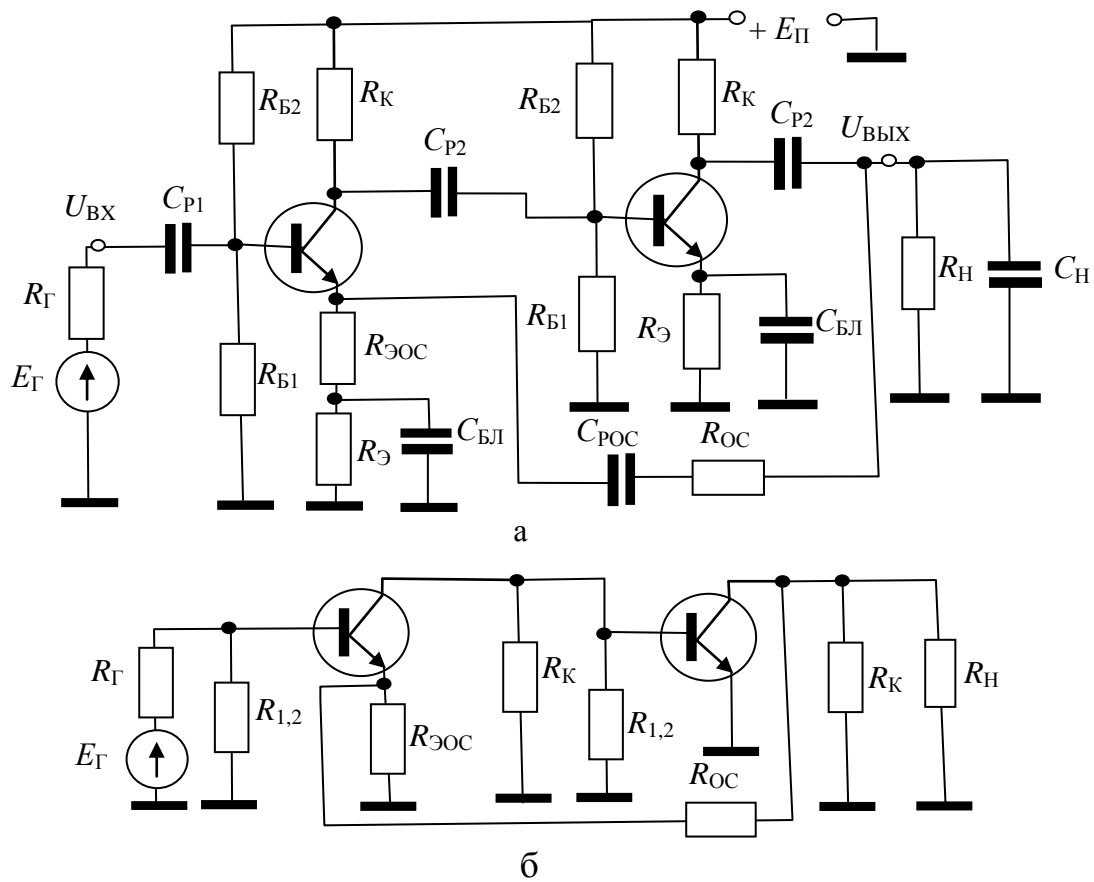 + EП
RБ2
RК
RБ2
RК
CР2
UВЫХ
CР2
UВХ
CР1
RГ
RН
CН
RБ1
RЭ
CБЛ
RЭОС
EГ
RБ1
CРОС
RОС
RЭ
CБЛ
а
RГ
RК
RК
RН
R1,2
R1,2
RЭОС
EГ
RОС
б